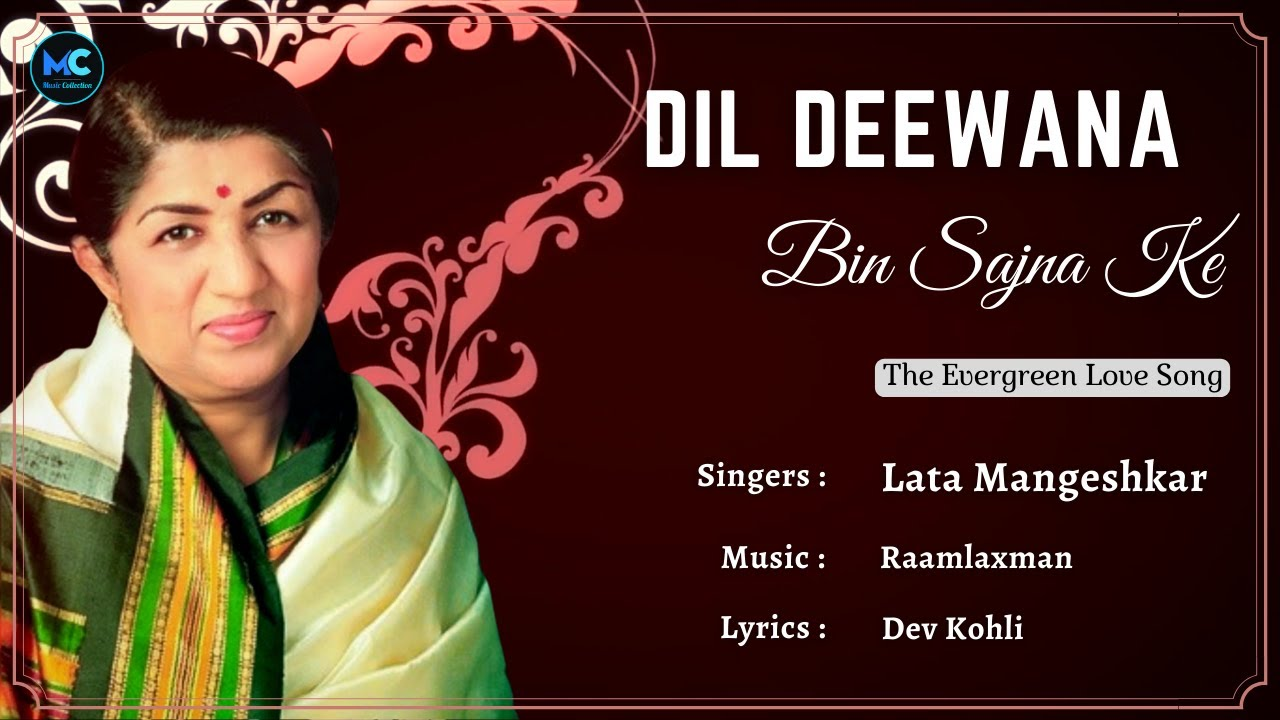 MC
Music Collection
DIL DEEWANA
Bin Sajna Ke
The Evergreen Love Song
Singers : Lata Mangeshkar
Music : Raamlaxman
Lyrics : Dev Kohli